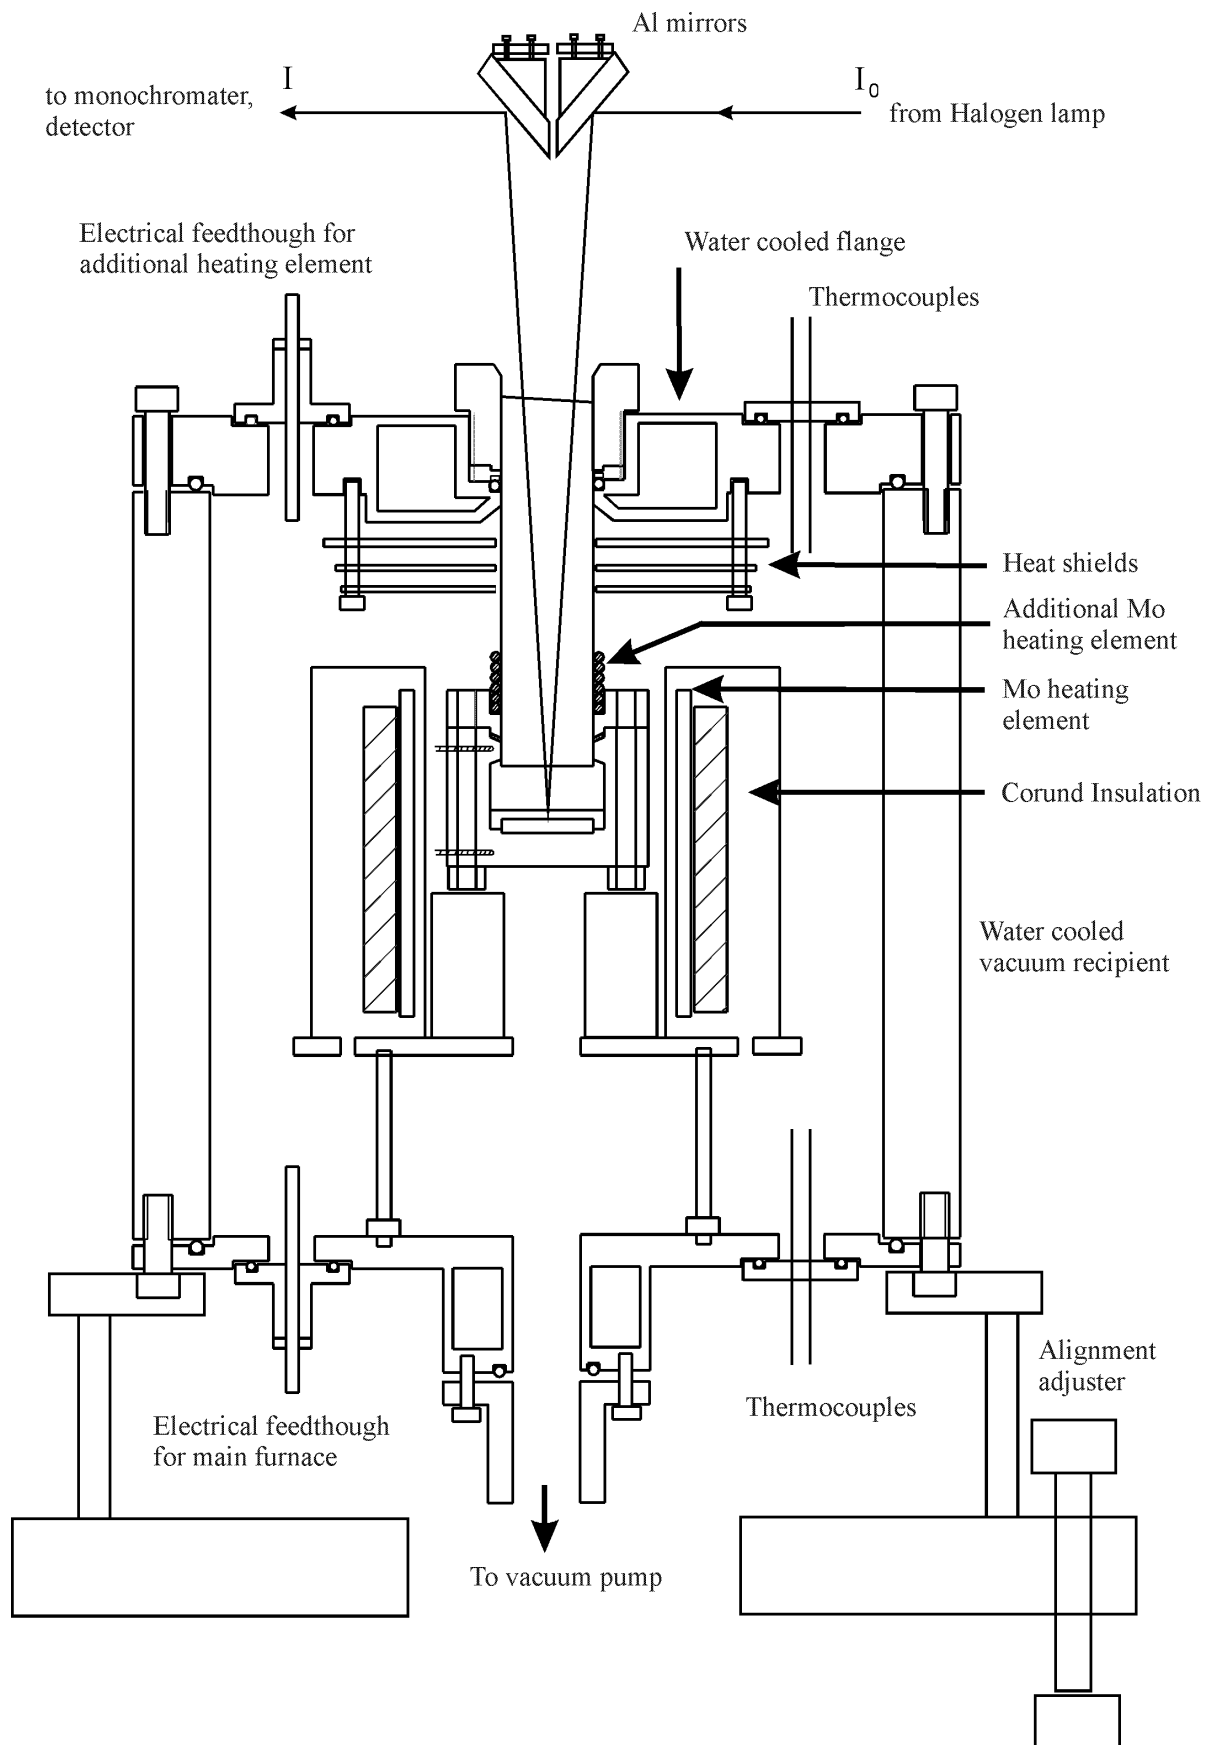 Al mirrors
I
I0
to monochromater,
detector
from Halogen lamp
Electrical feedthough for
additional heating element
Water cooled flange
Thermocouples
Heat shields
Additional Mo
heating element
Mo heating
element
Corund Insulation
Water cooled
vacuum recipient
Alignment
adjuster
Thermocouples
Electrical feedthough
for main furnace
To vacuum pump